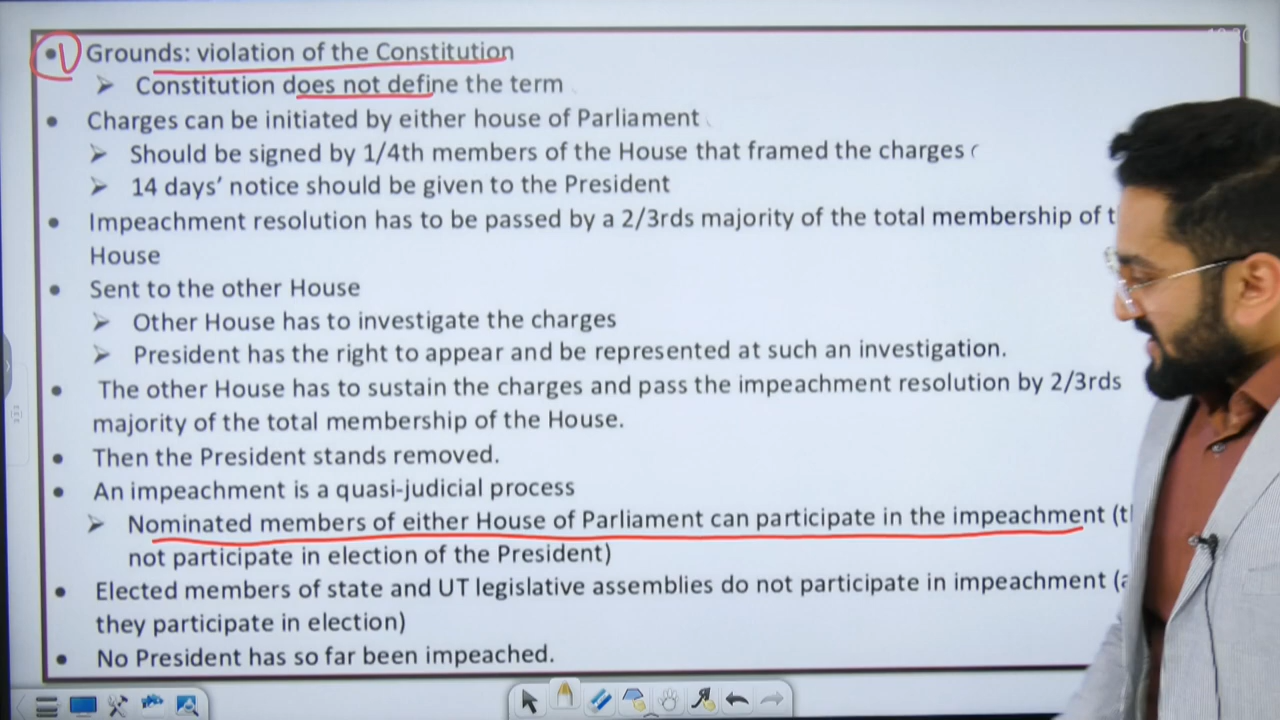 Grounds: violation of the Constitution
Constitution does not define the term
Charges can be initiated by either house of Parliament
Should be signed by 1/4th members of the House that framed the charges
14 days' notice should be given to the President
Impeachment resolution has to be passed by a 2/3rds majority of the total membership of
House
Sent to the other House
Other House has to investigate the charges
President has the right to appear and be represented at such an investigation.
The other House has to sustain the charges and pass the impeachment resolution by 2/3rds
majority of the total membership of the House.
Then the President stands removed.
An impeachment is a quasi-judicial process
Nominated members of either House of Parliament can participate in the impeachment
not participate in election of the President)
Elected members of state and UT legislative assemblies do not participate in impeachment
they participate in election)
No President has so far been impeached.